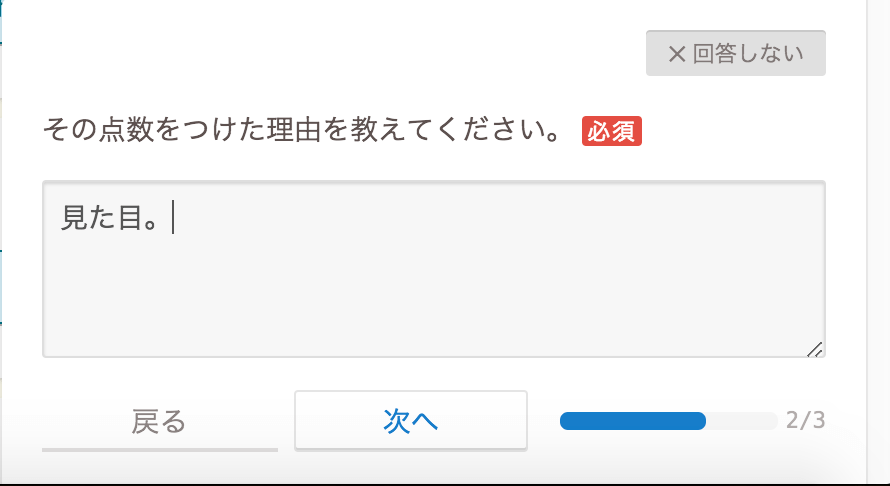 ×回答しない
その点数をつけた理由を教えてください。 必須
見た目。
戻る
次へ
2/3